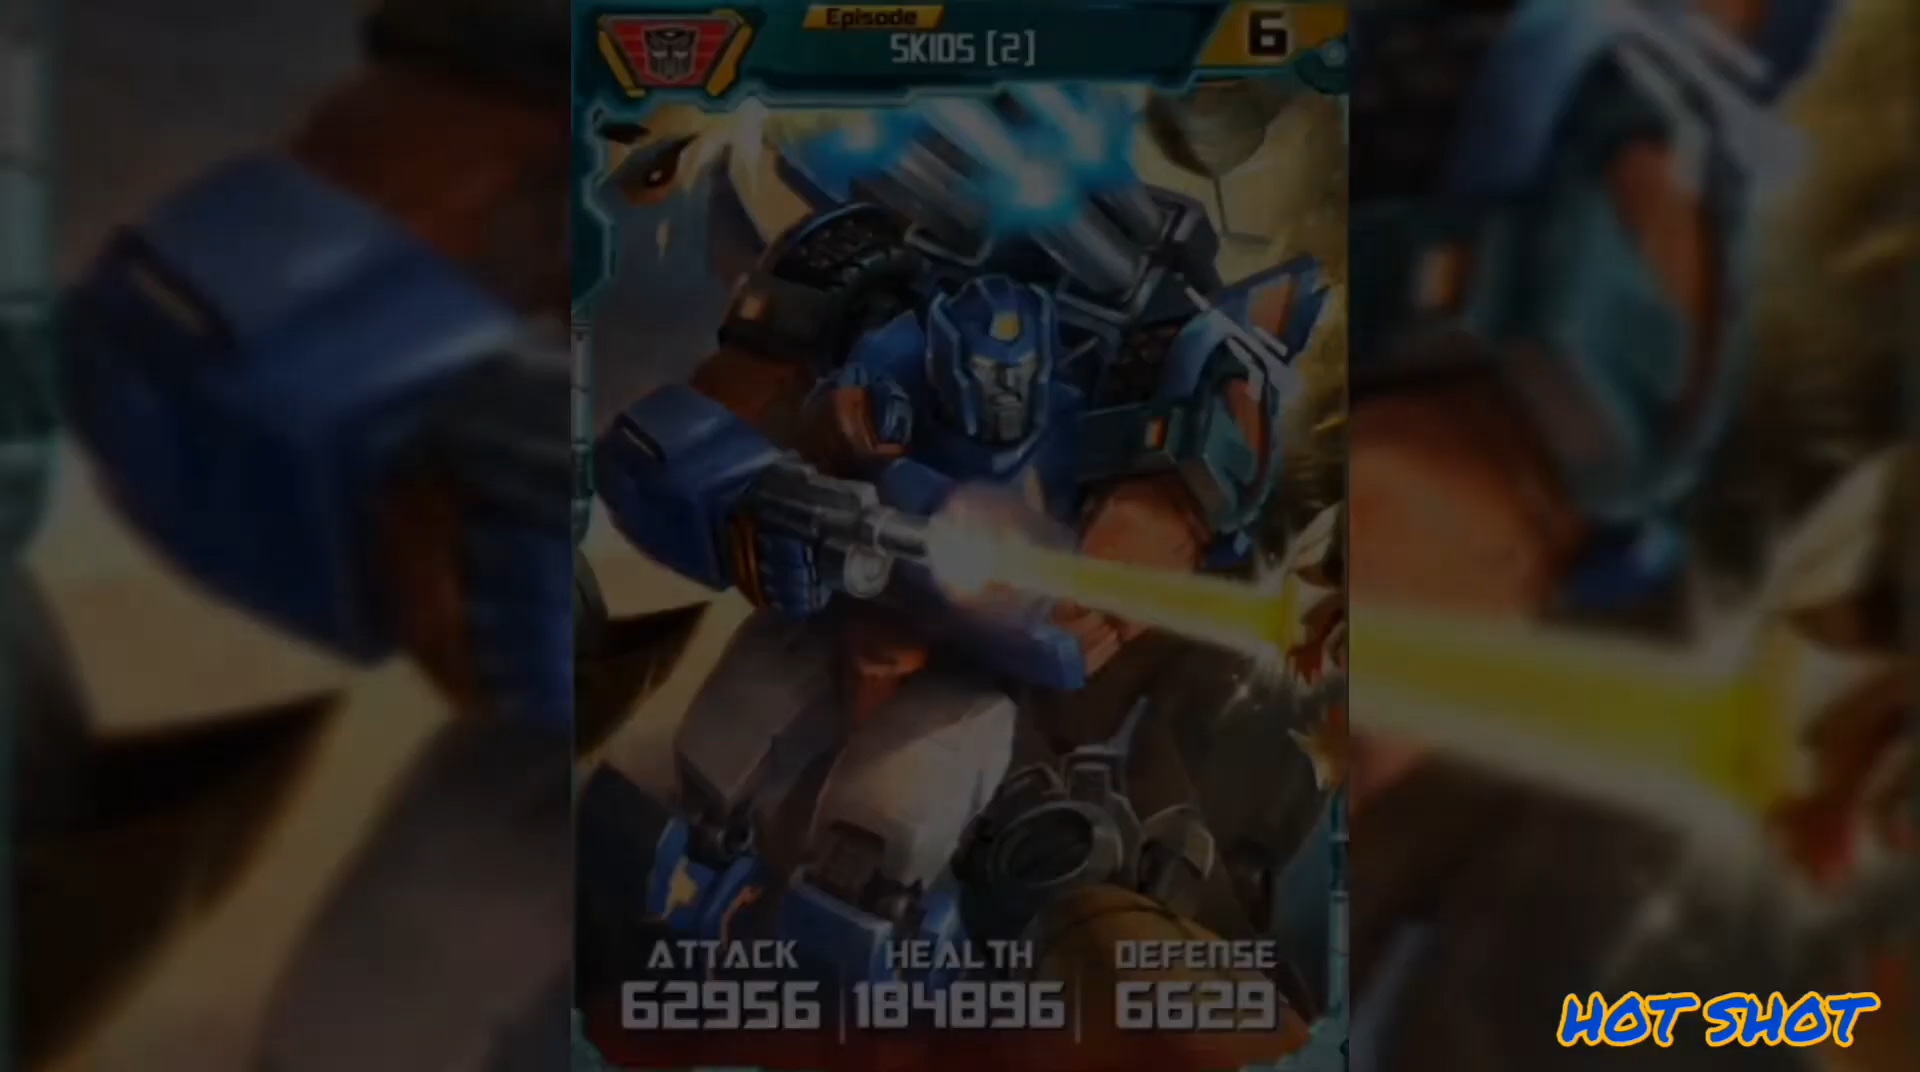 Episode
SKIDS [2]
6
ATTACK HEALTH DEFENSE
62956 184896 6629
HOT SHOT